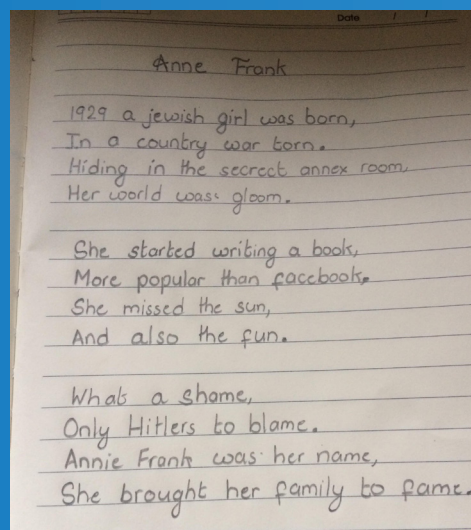 Date / /
Anne Frank
1929 a jewish girl was born,
In a country war torn.
Hiding in the secrect annex room,
Her world was gloom.
She started writing a book,
More popular than facebook.
She missed the sun,
And also the fun.
Whats a shame,
Only Hitlers to blame.
Annie Frank was her name,
She brought her family to fame.